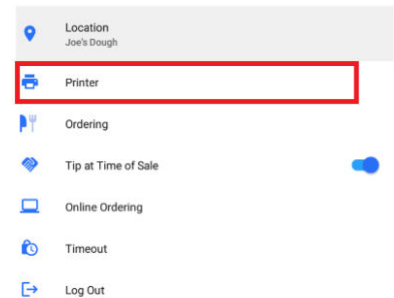 Location
Joe's Dough
Printer
Ordering
Tip at Time of Sale
Online Ordering
Timeout
Log Out